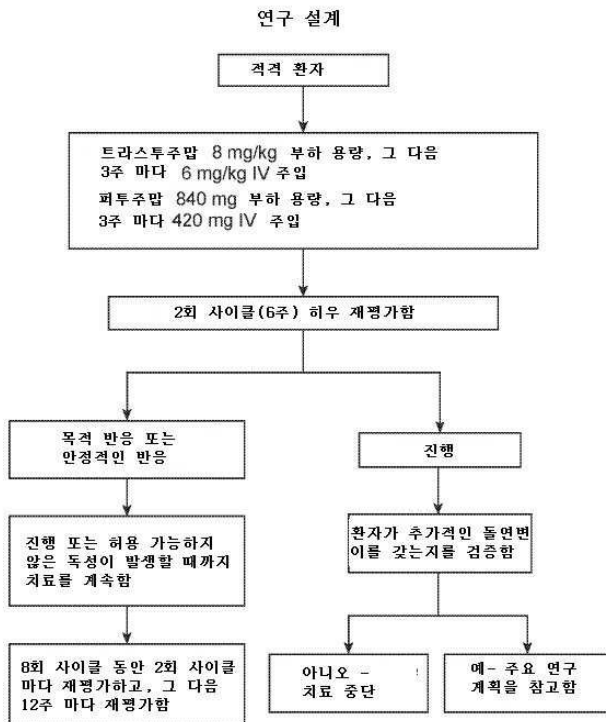 연구 설계
적격 환자
트라스투주맙 8 mg/kg 부하 용량, 그 다음
3주 마다 6 mg/kg IV 주입
퍼투주맙 840 mg 부하 용량, 그 다음
3주 마다 420 mg IV 주입
2회 사이클(6주) 히우 재평가함
목적 반응 또는
안정적인 반응
진행 또는 허용 가능하지
않은 독성이 발생할 때까지
치료를 계속함
8회 사이클 동안 2회 사이클
마다 재평가하고, 그 다음
12주 마다 재평가함
진행
환자가 추가적인 돌연변
이를 갖는지를 검증함
아니오 -
치료 중단
예- 주요 연구
계획을 참고함